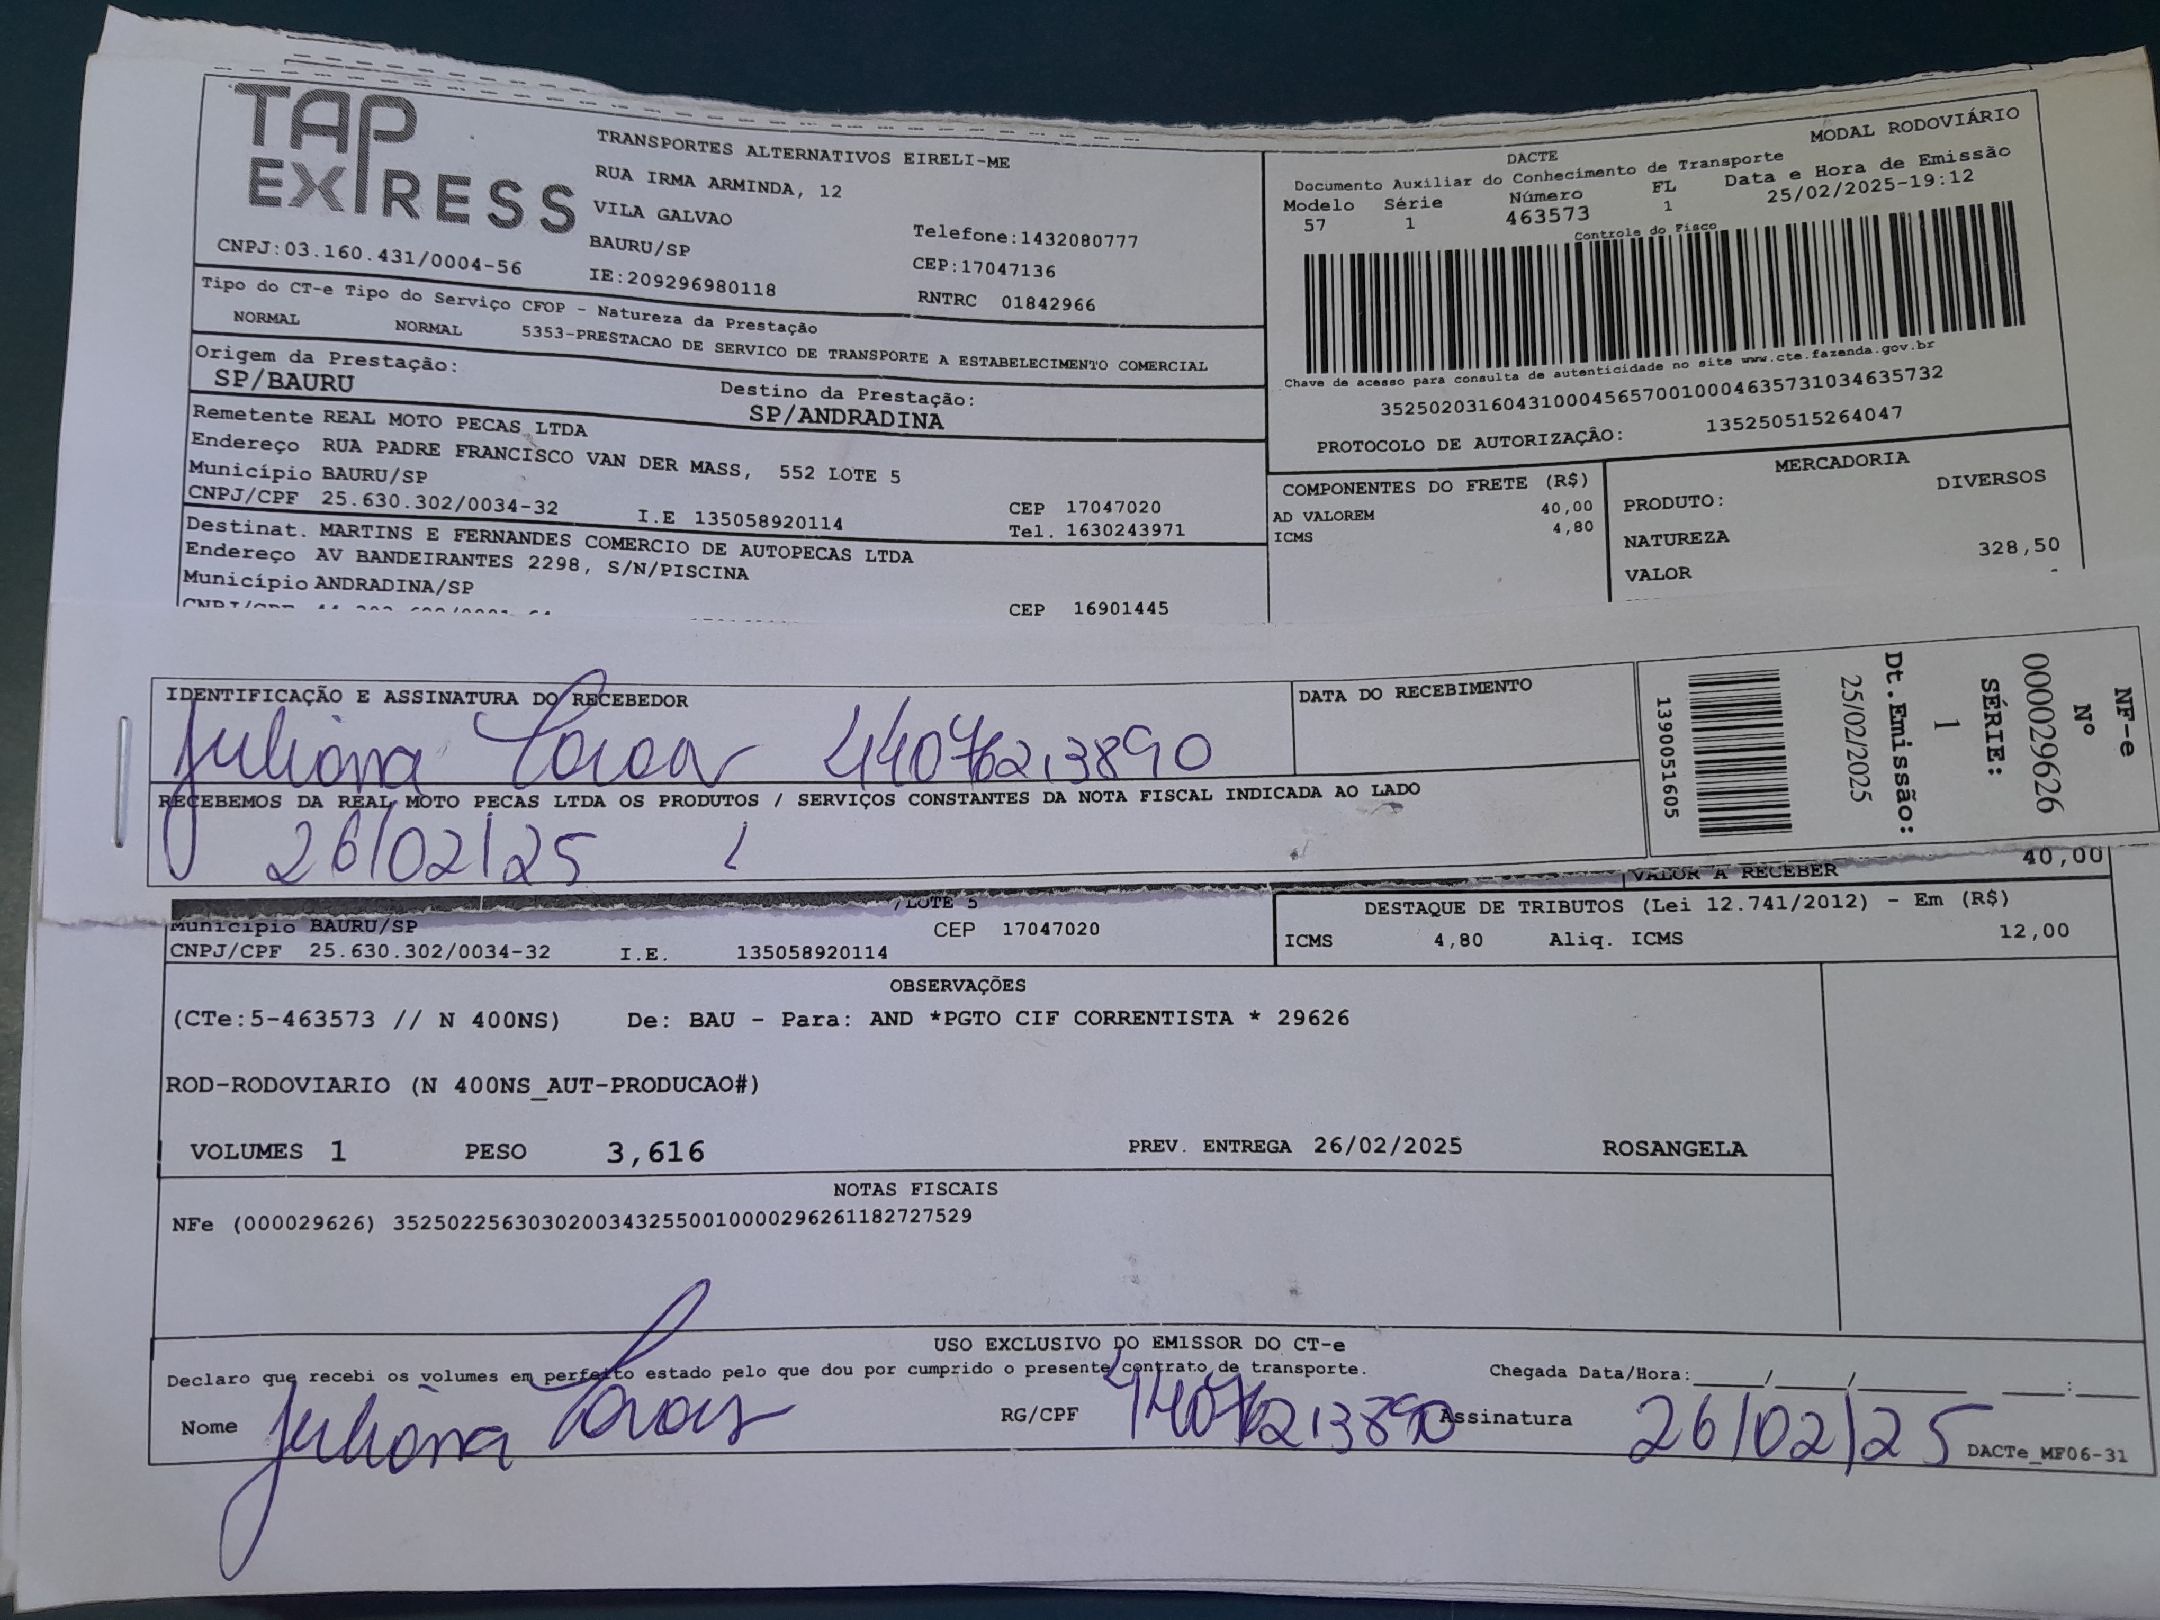 TAP
EXPRESS
TRANSPORTES ALTERNATIVOS EIRELI-ME
RUA IRMA ARMINDA, 12
VILA GALVAO
BAURU/SP
Telefone:1432080777
CEP:17047136
CNPJ:03.160.431/0004-56
IE:209296980118
RNTRC 01842966
DACTE
MODAL RODOVIÁRIO
Documento Auxiliar do Conhecimento de Transporte
Modelo Série Número FL Data e Hora de Emissão
57 1 463573 1 25/02/2025-19:12
Controle do Fisco
Chave de acesso para consulta de autenticidade no site www.cte.fazenda.gov.br
35250203160431000456570010004635731034635732
PROTOCOLO DE AUTORIZAÇÃO: 135250515264047
Tipo do CT-e Tipo do Serviço CFOP - Natureza da Prestação
NORMAL NORMAL 5353-PRESTACAO DE SERVICO DE TRANSPORTE A ESTABELECIMENTO COMERCIAL
Origem da Prestação:
SP/BAURU
Destino da Prestação:
SP/ANDRADINA
Remetente REAL MOTO PECAS LTDA
Endereço RUA PADRE FRANCISCO VAN DER MASS, 552 LOTE 5
Município BAURU/SP
CEP 17047020
CNPJ/CPF 25.630.302/0034-32 I.E 135058920114
Tel. 1630243971
Destinat. MARTINS E FERNANDES COMERCIO DE AUTOPECAS LTDA
Endereço AV BANDEIRANTES 2298, S/N/PISCINA
Município ANDRADINA/SP
CEP 16901445
COMPONENTES DO FRETE (R$)
AD VALOREM 40,00
ICMS 4,80
MERCADORIA
PRODUTO: DIVERSOS
NATUREZA
VALOR 328,50
IDENTIFICAÇÃO E ASSINATURA DO RECEBEDOR
DATA DO RECEBIMENTO
Juliana
RECEBEMOS DA REAL MOTO PECAS LTDA OS PRODUTOS / SERVIÇOS CONSTANTES DA NOTA FISCAL INDICADA AO LADO
26/02/25
NF-e
Nº
000029626
SÉRIE:
1
Dt.Emissão:
25/02/2025
1390051605
VALOR A RECEBER 40,00
/LOTE 5
Município BAURU/SP
CEP 17047020
CNPJ/CPF 25.630.302/0034-32 I.E. 135058920114
DESTAQUE DE TRIBUTOS (Lei 12.741/2012) - Em (R$)
ICMS 4,80 Aliq. ICMS 12,00
OBSERVAÇÕES
(CTe:5-463573 // N 400NS) De: BAU - Para: AND *PGTO CIF CORRENTISTA * 29626
ROD-RODOVIARIO (N 400NS_AUT-PRODUCAO#)
VOLUMES 1 PESO 3,616 PREV. ENTREGA 26/02/2025 ROSANGELA
NOTAS FISCAIS
NFe (000029626) 35250225630302003432550010000296261182727529
USO EXCLUSIVO DO EMISSOR DO CT-e
Declaro que recebi os volumes em perfeito estado pelo que dou por cumprido o presente contrato de transporte.
Chegada Data/Hora:____/____/______ ___:___
Nome Juliana RG/CPF Assinatura 26/02/25
DACTe_MF06-31